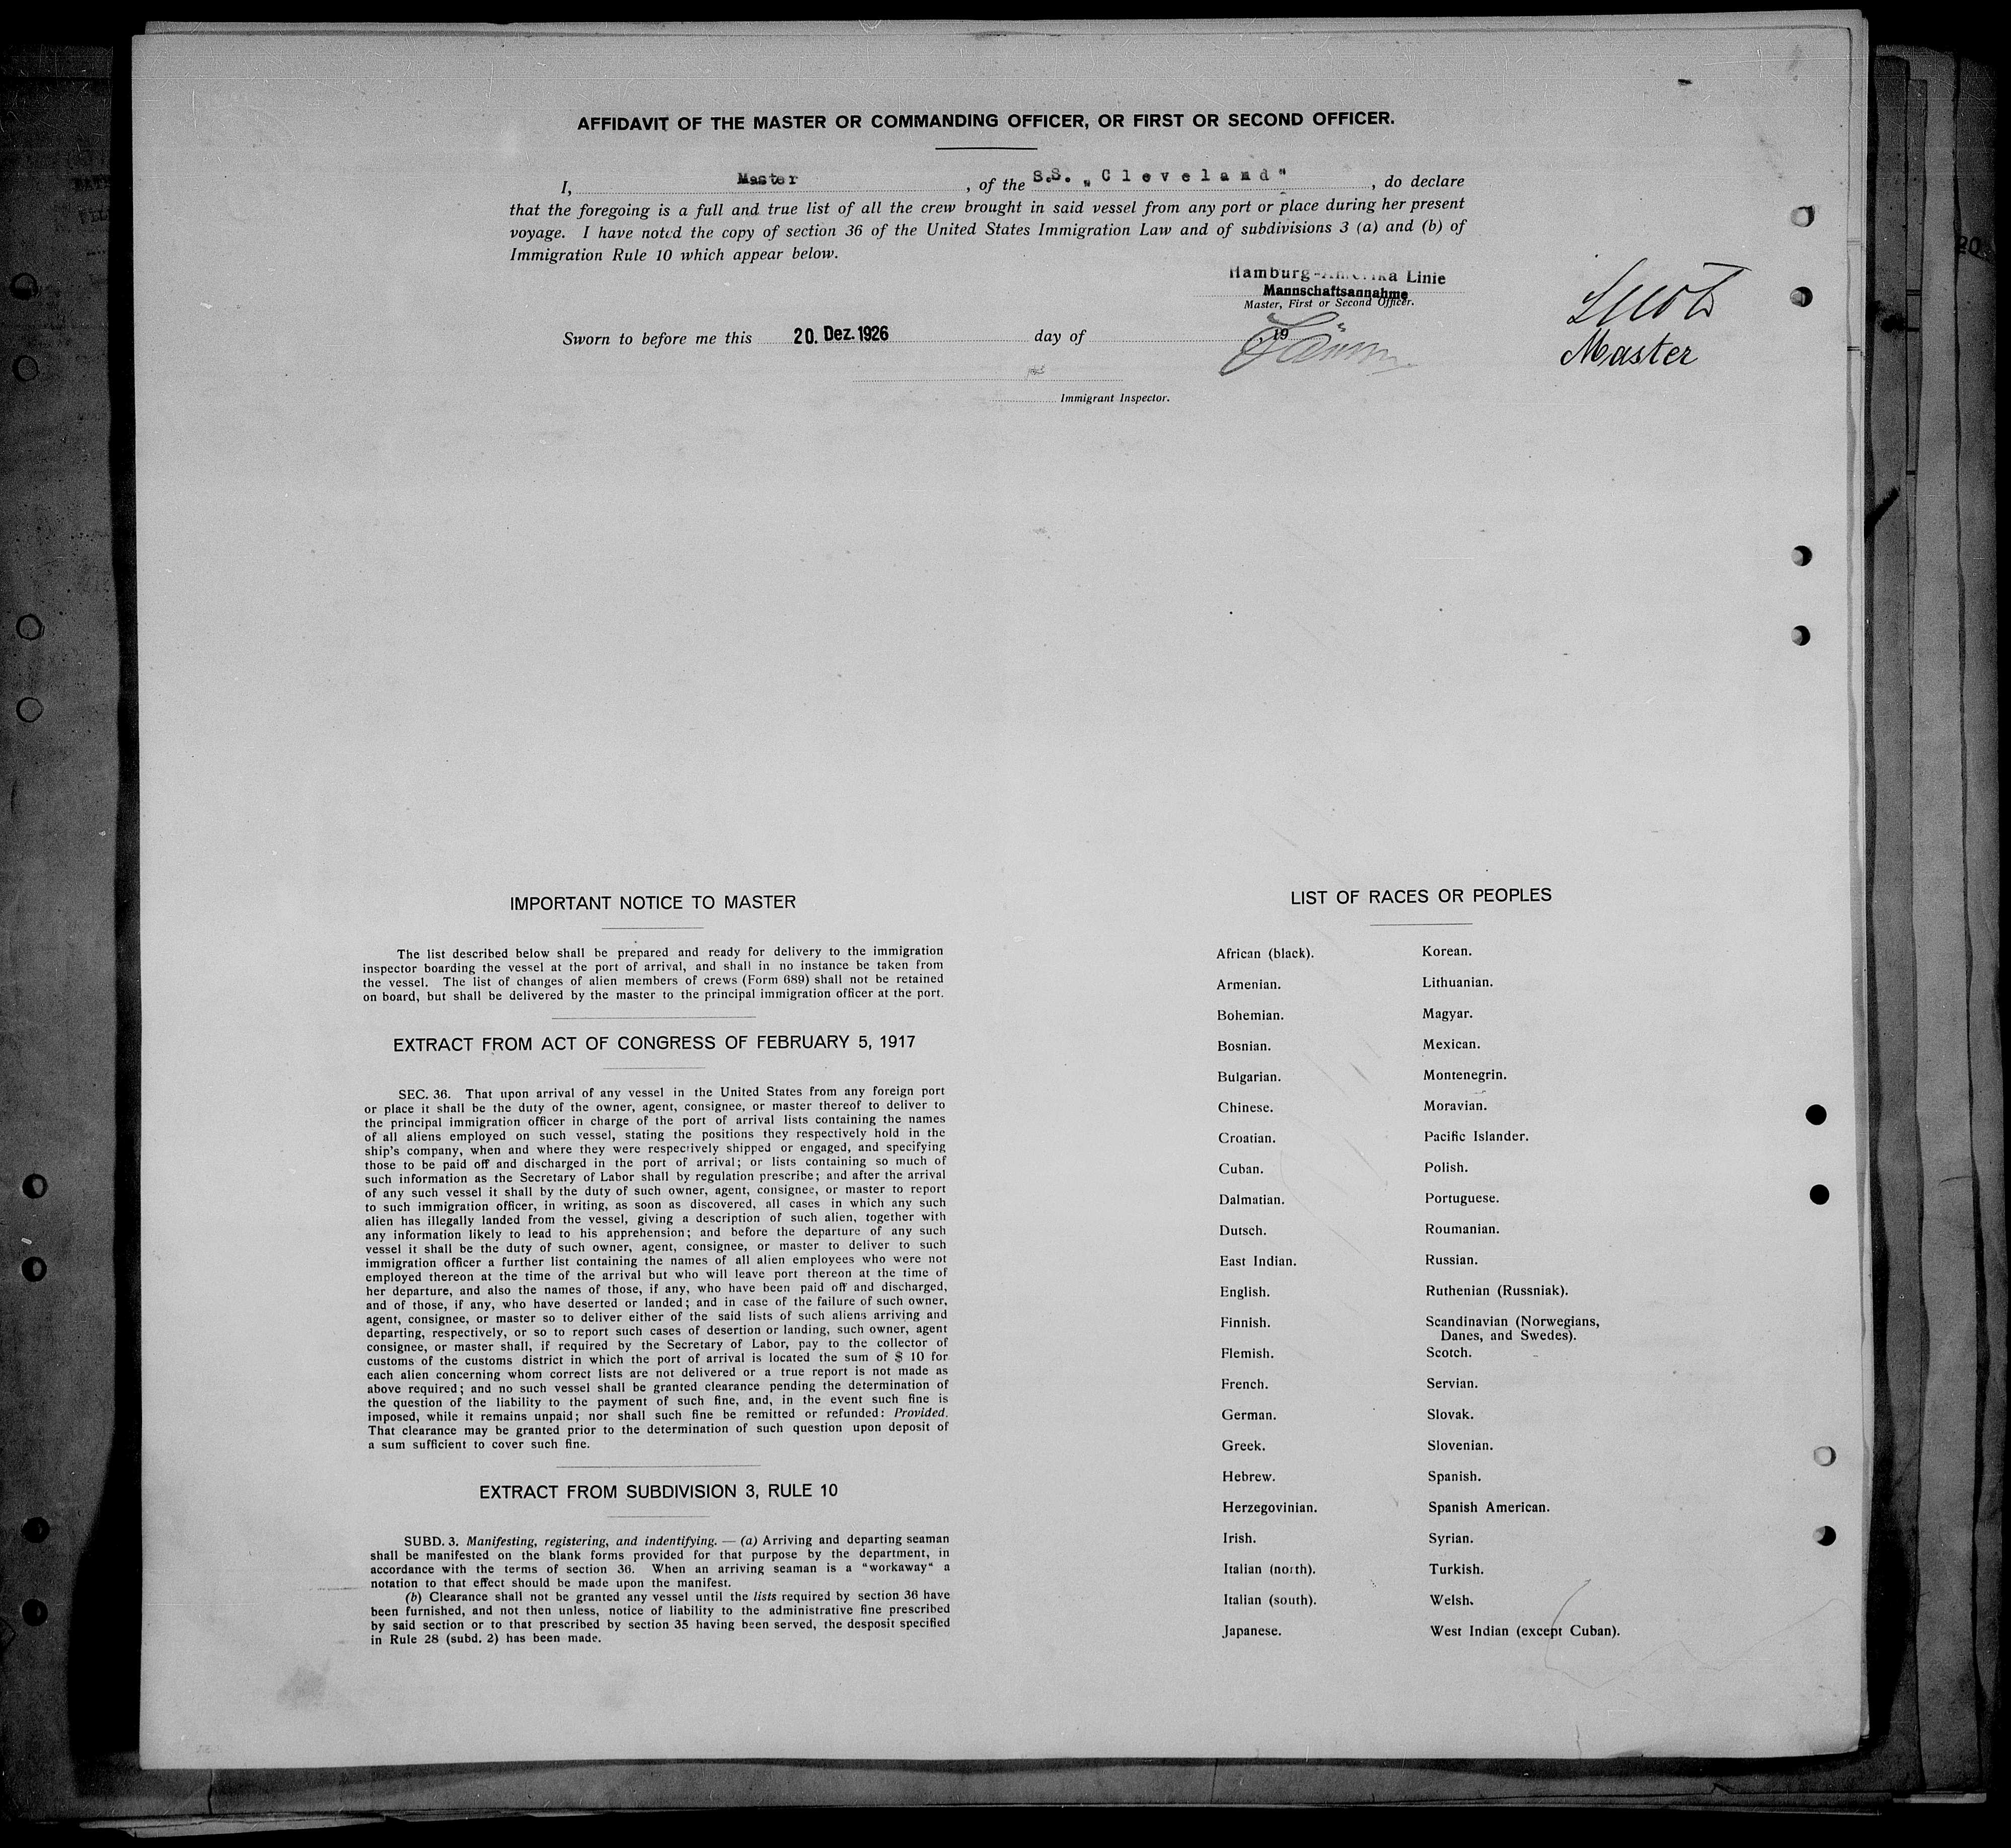 AFFIDAVIT OF THE MASTER OR COMMANDING OFFICER, OR FIRST OR SECOND OFFICER.
I, Master, of the S.S. „Cleveland", do declare
that the foregoing is a full and true list of all the crew brought in said vessel from any port or place during her present
voyage. I have noted the copy of section 36 of the United States Immigration Law and of subdivisions 3 (a) and (b) of
Immigration Rule 10 which appear below.
Hamburg-Amerika Linie
Mannschaftsannahme
Master, First or Second Officer.
Sworn to before me this 20. Dez. 1926 day of 19
Master
Immigrant Inspector.
IMPORTANT NOTICE TO MASTER
The list described below shall be prepared and ready for delivery to the immigration
inspector boarding the vessel at the port of arrival, and shall in no instance be taken from
the vessel. The list of changes of alien members of crews (Form 689) shall not be retained
on board, but shall be delivered by the master to the principal immigration officer at the port.
EXTRACT FROM ACT OF CONGRESS OF FEBRUARY 5, 1917
SEC. 36. That upon arrival of any vessel in the United States from any foreign port
or place it shall be the duty of the owner, agent, consignee, or master thereof to deliver to
the principal immigration officer in charge of the port of arrival lists containing the names
of all aliens employed on such vessel, stating the positions they respectively hold in the
ship's company, when and where they were respectively shipped or engaged, and specifying
those to be paid off and discharged in the port of arrival; or lists containing so much of
such information as the Secretary of Labor shall by regulation prescribe; and after the arrival
of any such vessel it shall by the duty of such owner, agent, consignee, or master to report
to such immigration officer, in writing, as soon as discovered, all cases in which any such
alien has illegally landed from the vessel, giving a description of such alien, together with
any information likely to lead to his apprehension; and before the departure of any such
vessel it shall be the duty of such owner, agent, consignee, or master to deliver to such
immigration officer a further list containing the names of all alien employees who were not
employed thereon at the time of the arrival but who will leave port thereon at the time of
her departure, and also the names of those, if any, who have been paid off and discharged,
and of those, if any, who have deserted or landed; and in case of the failure of such owner,
agent, consignee, or master so to deliver either of the said lists of such aliens arriving and
departing, respectively, or so to report such cases of desertion or landing, such owner, agent
consignee, or master shall, if required by the Secretary of Labor, pay to the collector of
customs of the customs district in which the port of arrival is located the sum of $ 10 for
each alien concerning whom correct lists are not delivered or a true report is not made as
above required; and no such vessel shall be granted clearance pending the determination of
the question of the liability to the payment of such fine, and, in the event such fine is
imposed, while it remains unpaid; nor shall such fine be remitted or refunded: Provided.
That clearance may be granted prior to the determination of such question upon deposit of
a sum sufficient to cover such fine.
EXTRACT FROM SUBDIVISION 3, RULE 10
SUBD. 3. Manifesting, registering, and indentifying. — (a) Arriving and departing seaman
shall be manifested on the blank forms provided for that purpose by the department, in
accordance with the terms of section 36. When an arriving seaman is a "workaway" a
notation to that effect should be made upon the manifest.
(b) Clearance shall not be granted any vessel until the lists required by section 36 have
been furnished, and not then unless, notice of liability to the administrative fine prescribed
by said section or to that prescribed by section 35 having been served, the desposit specified
in Rule 28 (subd. 2) has been made.
LIST OF RACES OR PEOPLES
African (black).
Armenian.
Bohemian.
Bosnian.
Bulgarian.
Chinese.
Croatian.
Cuban.
Dalmatian.
Dutsch.
East Indian.
English.
Finnish.
Flemish.
French.
German.
Greek.
Hebrew.
Herzegovinian.
Irish.
Italian (north).
Italian (south).
Japanese.
Korean.
Lithuanian.
Magyar.
Mexican.
Montenegrin.
Moravian.
Pacific Islander.
Polish.
Portuguese.
Roumanian.
Russian.
Ruthenian (Russniak).
Scandinavian (Norwegians,
Danes, and Swedes).
Scotch.
Servian.
Slovak.
Slovenian.
Spanish.
Spanish American.
Syrian.
Turkish.
Welsh.
West Indian (except Cuban).